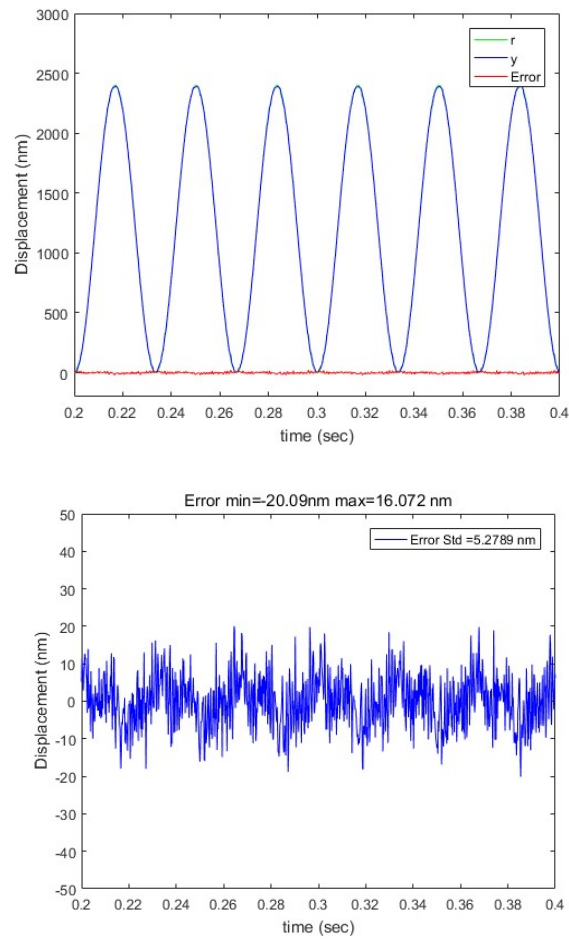 3000
2500
2000
1500
1000
500
0
Displacement (nm)
r
y
Error
0.2 0.22 0.24 0.26 0.28 0.3 0.32 0.34 0.36 0.38 0.4
time (sec)
Error min=-20.09nm max=16.072 nm
50
40
30
20
10
0
-10
-20
-30
-40
-50
Displacement (nm)
Error Std =5.2789 nm
0.2 0.22 0.24 0.26 0.28 0.3 0.32 0.34 0.36 0.38 0.4
time (sec)